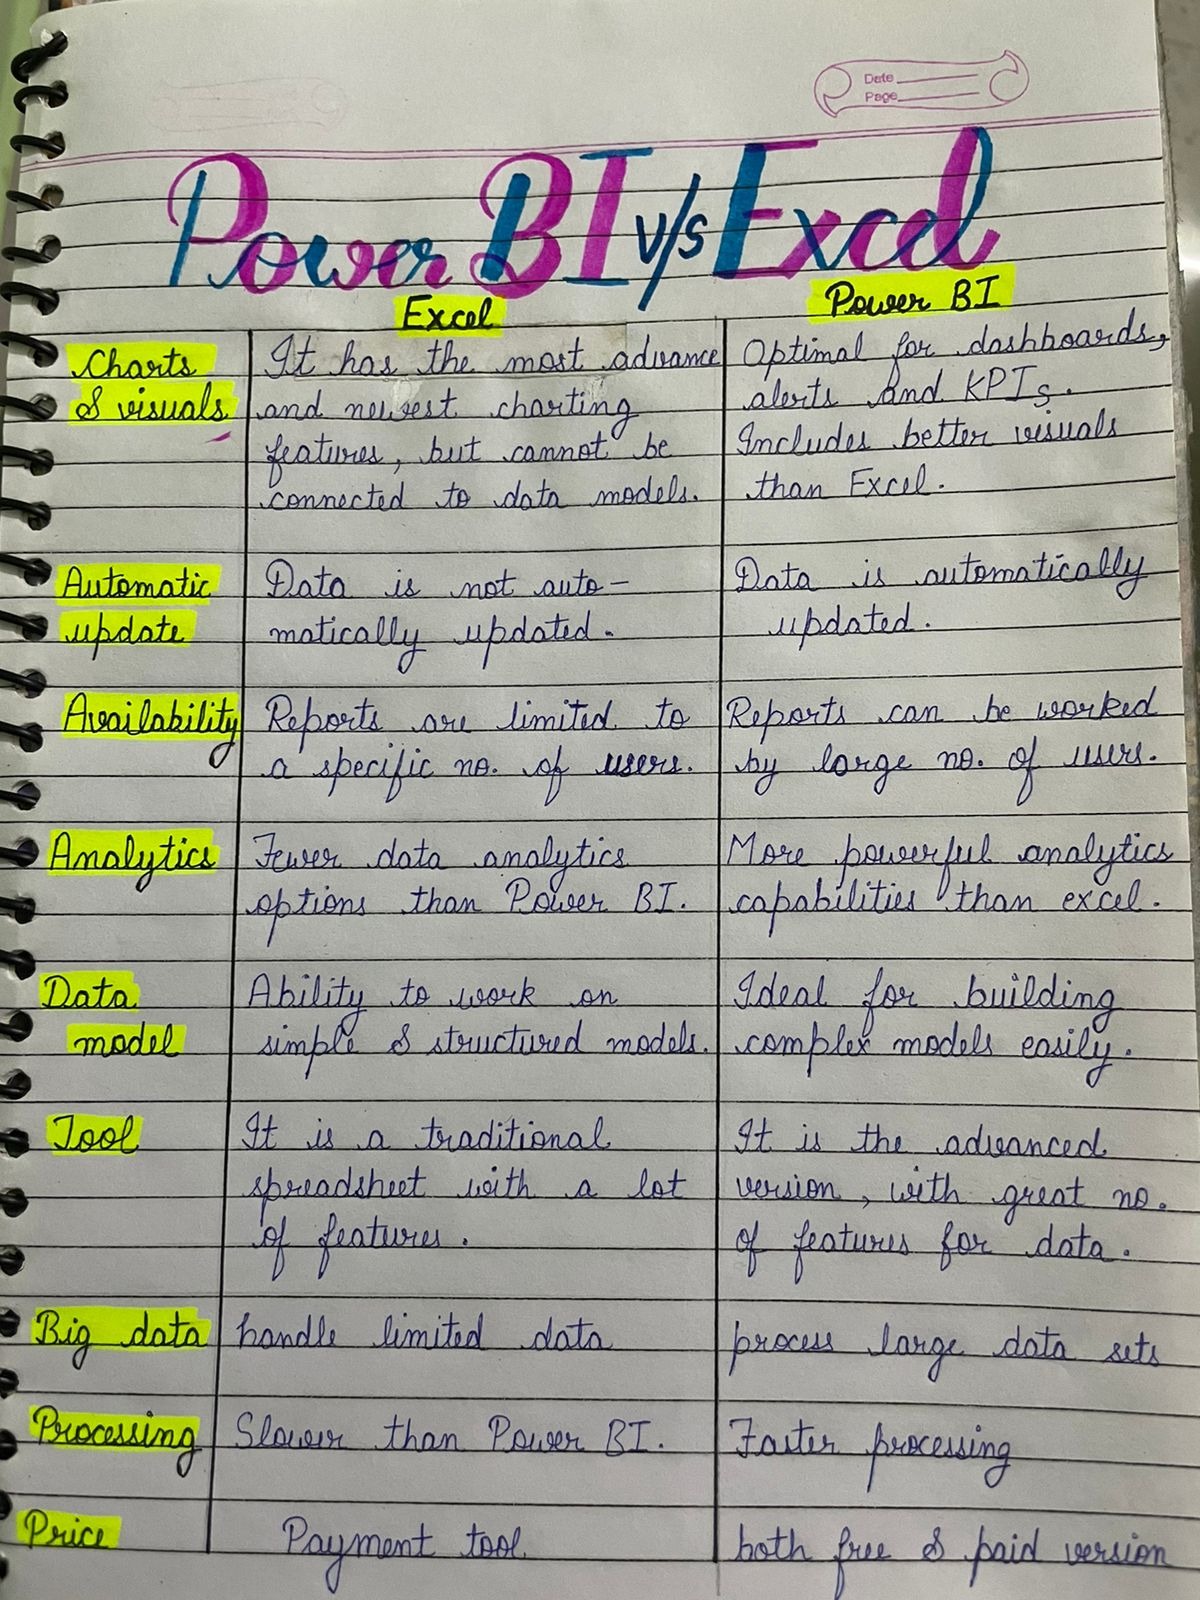 Date
Page
Power BI v/s Excel
Excel
Power BI
Charts
& visuals
It has the most advance
and newest charting
features, but cannot be
connected to data models.
Optimal for dashboards,
alerts and KPIs.
Includes better visuals
than Excel.
Automatic
update
Data is not auto-
matically updated.
Data is automatically
updated.
Availability
Reports are limited to
a specific no. of users.
Reports can be worked
by large no. of users.
Analytics
Fewer data analytics
options than Power BI.
More powerful analytics
capabilities than excel.
Data
model
Ability to work on
simple & structured models.
Ideal for building
complex models easily.
Tool
It is a traditional
spreadsheet with a lot
of features.
It is the advanced
version, with great no.
of features for data.
Big data
handle limited data
process large data sets
Processing
Slower than Power BI.
Faster processing
Price
Payment tool.
both free & paid version